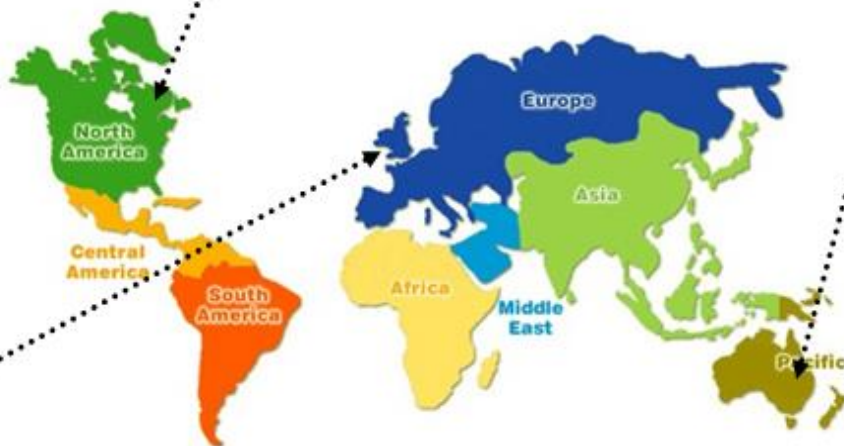 Europe
North
America
Asia
Central
America
Africa
South
America
Middle
East
Pacific